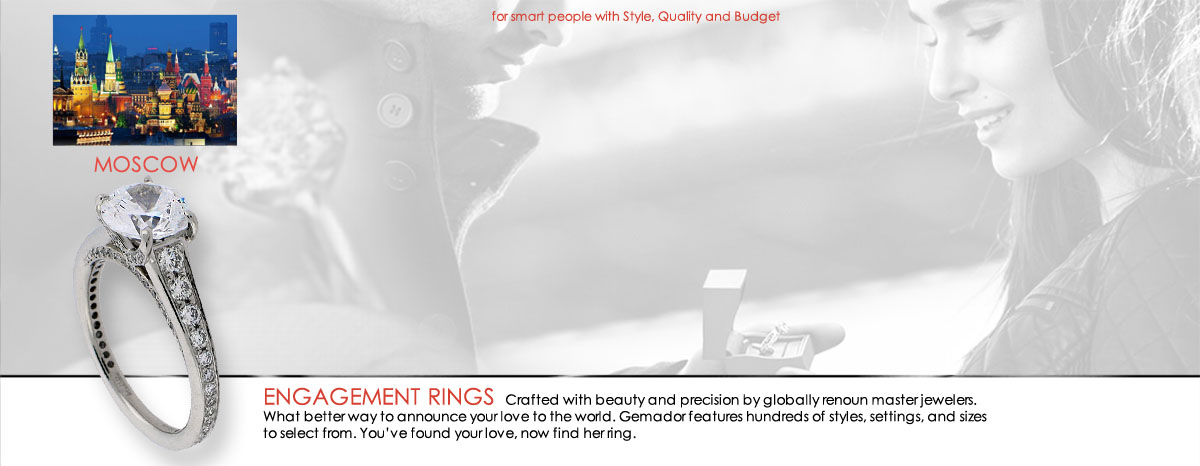 for smart people with Style, Quality and Budget
MOSCOW
ENGAGEMENT RINGS Crafted with beauty and precision by globally renoun master jewelers.
What better way to announce your love to the world. Gemador features hundreds of styles, settings, and sizes
to select from. You've found your love, now find her ring.